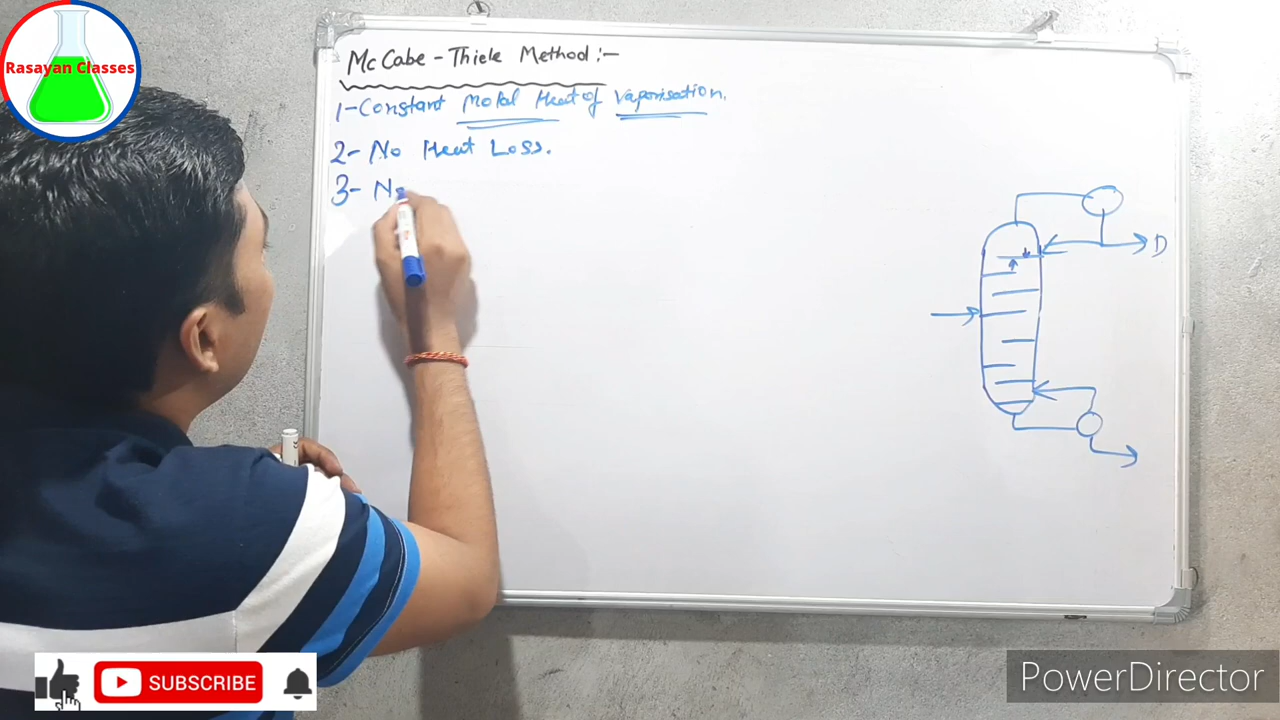 Rasayan Classes
Mc Cabe - Thiele Method :-
1- Constant Molal Heat of Vaporisation.
2- No Heat Loss.
3- No
D
SUBSCRIBE
PowerDirector